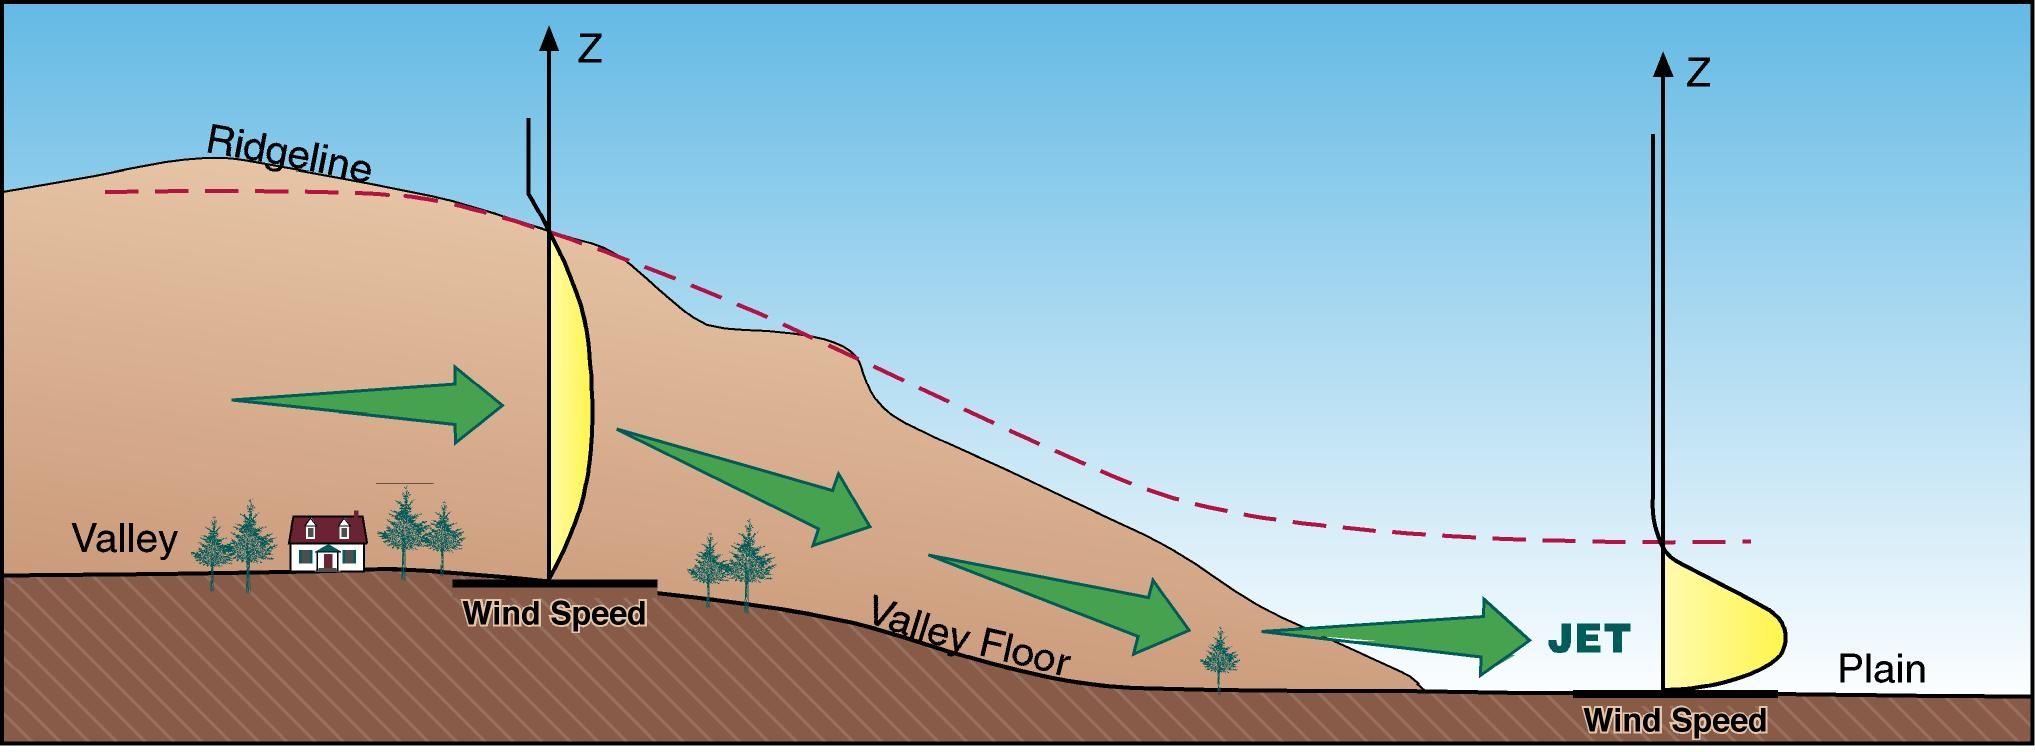 Z
Z
Ridgeline
Valley
Wind Speed
Valley Floor
JET
Plain
Wind Speed